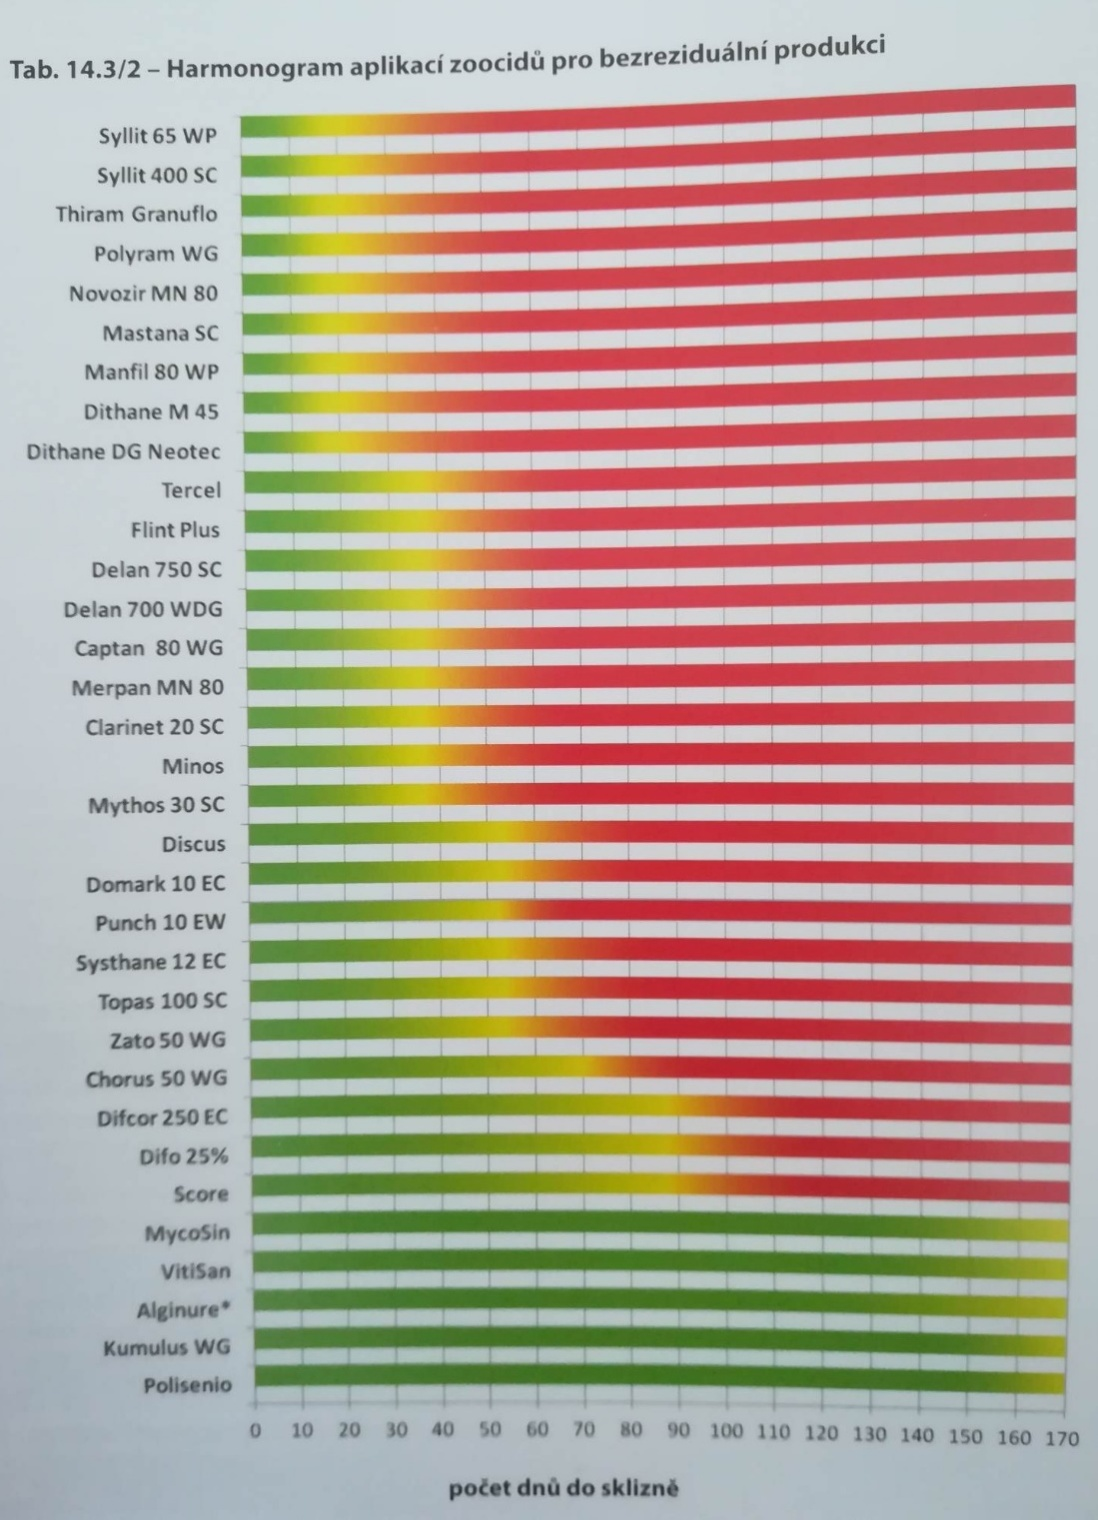 Tab. 14.3/2 – Harmonogram aplikací zoocidů pro bezreziduální produkci
Syllit 65 WP
Syllit 400 SC
Thiram Granuflo
Polyram WG
Novozir MN 80
Mastana SC
Manfil 80 WP
Dithane M 45
Dithane DG Neotec
Tercel
Flint Plus
Delan 750 SC
Delan 700 WDG
Captan 80 WG
Merpan MN 80
Clarinet 20 SC
Minos
Mythos 30 SC
Discus
Domark 10 EC
Punch 10 EW
Systhane 12 EC
Topas 100 SC
Zato 50 WG
Chorus 50 WG
Difcor 250 EC
Difo 25%
Score
MycoSin
VitiSan
Alginure*
Kumulus WG
Polisenio
0 10 20 30 40 50 60 70 80 90 100 110 120 130 140 150 160 170
počet dnů do sklizně